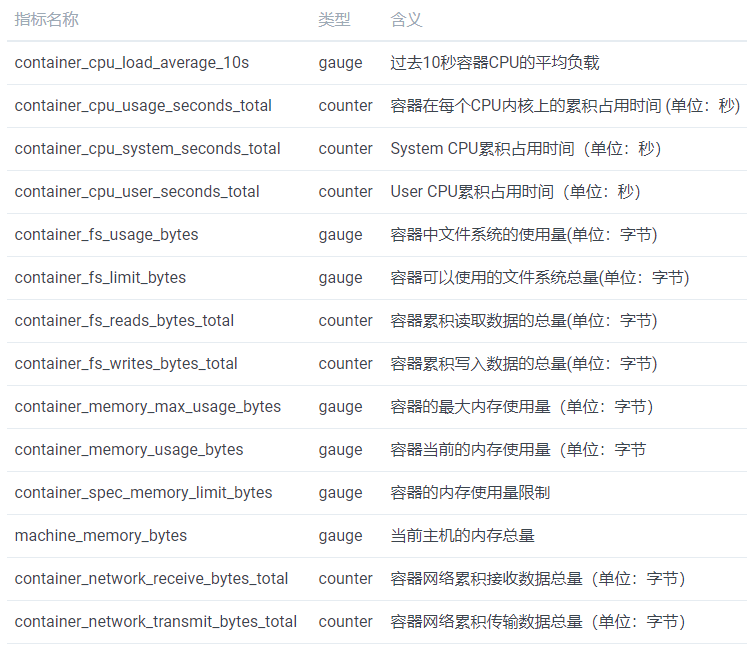 指标名称 类型 含义
container_cpu_load_average_10s gauge 过去10秒容器CPU的平均负载
container_cpu_usage_seconds_total counter 容器在每个CPU内核上的累积占用时间 (单位：秒)
container_cpu_system_seconds_total counter System CPU累积占用时间（单位：秒）
container_cpu_user_seconds_total counter User CPU累积占用时间（单位：秒）
container_fs_usage_bytes gauge 容器中文件系统的使用量(单位：字节)
container_fs_limit_bytes gauge 容器可以使用的文件系统总量(单位：字节)
container_fs_reads_bytes_total counter 容器累积读取数据的总量(单位：字节)
container_fs_writes_bytes_total counter 容器累积写入数据的总量(单位：字节)
container_memory_max_usage_bytes gauge 容器的最大内存使用量（单位：字节）
container_memory_usage_bytes gauge 容器当前的内存使用量（单位：字节
container_spec_memory_limit_bytes gauge 容器的内存使用量限制
machine_memory_bytes gauge 当前主机的内存总量
container_network_receive_bytes_total counter 容器网络累积接收数据总量（单位：字节）
container_network_transmit_bytes_total counter 容器网络累积传输数据总量（单位：字节）